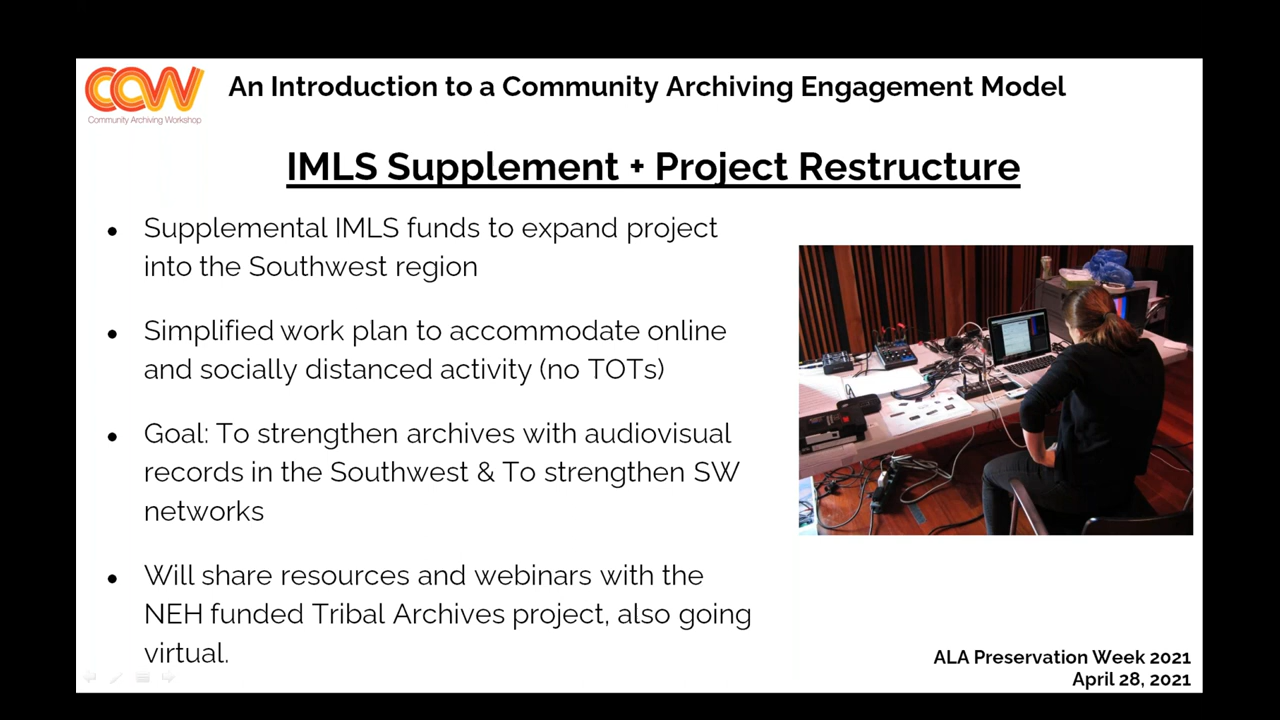 CAW
Community Archiving Workshop
An Introduction to a Community Archiving Engagement Model
IMLS Supplement + Project Restructure
● Supplemental IMLS funds to expand project
into the Southwest region
● Simplified work plan to accommodate online
and socially distanced activity (no TOTs)
● Goal: To strengthen archives with audiovisual
records in the Southwest & To strengthen SW
networks
● Will share resources and webinars with the
NEH funded Tribal Archives project, also going
virtual.
ALA Preservation Week 2021
April 28, 2021